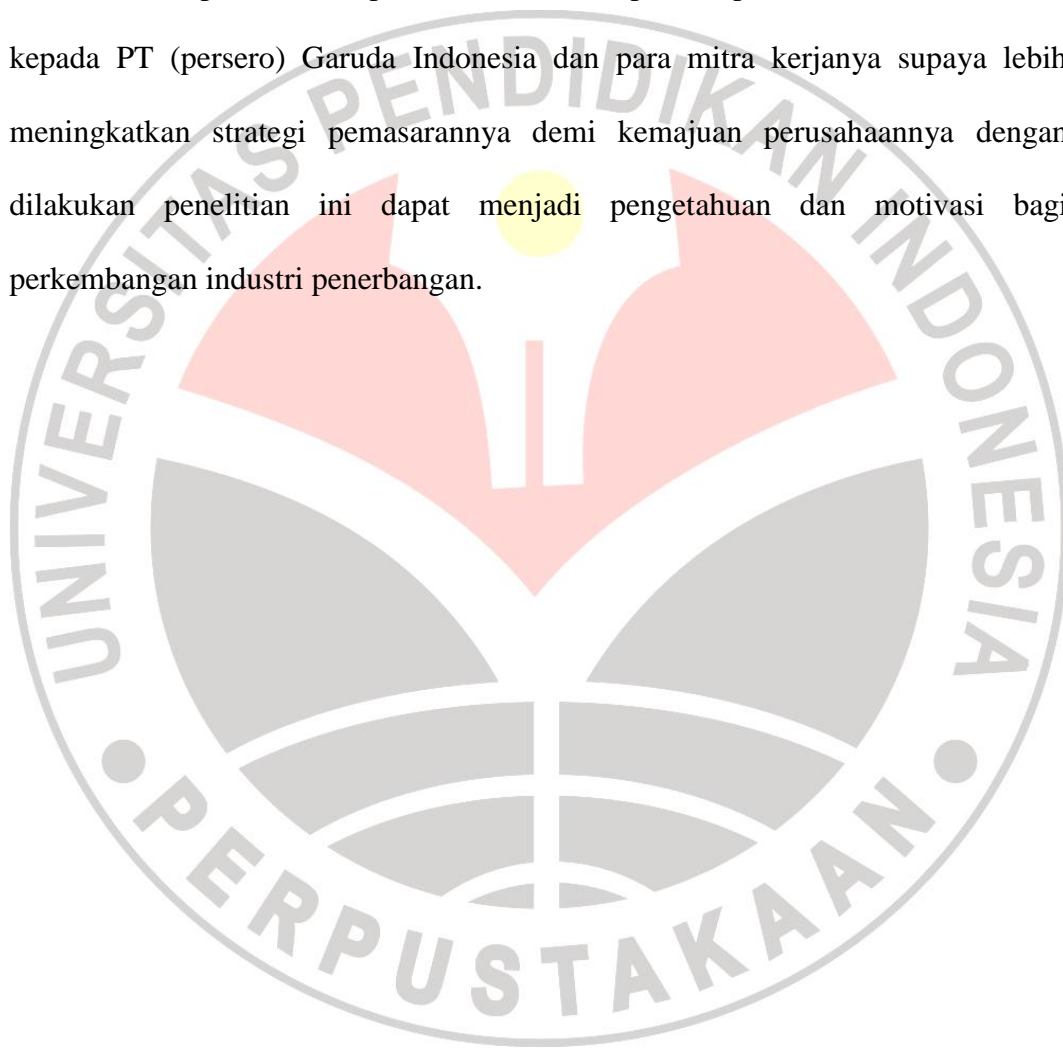 kepada PT (persero) Garuda Indonesia dan para mitra kerjanya supaya lebih
meningkatkan strategi pemasarannya demi kemajuan perusahaannya dengan
dilakukan penelitian ini dapat menjadi pengetahuan dan motivasi bagi
perkembangan industri penerbangan.
UNIVERSITAS PENDIDIKAN INDONESIA
PERPUSTAKAAN